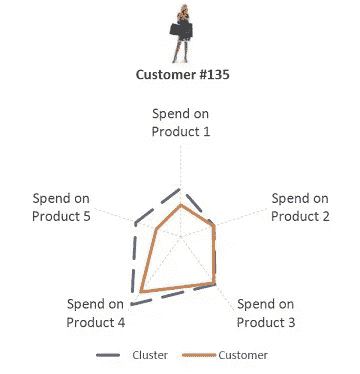 Customer #135
Spend on
Product 1
Spend on
Product 5
Spend on
Product 2
Spend on
Product 4
Spend on
Product 3
Cluster
Customer